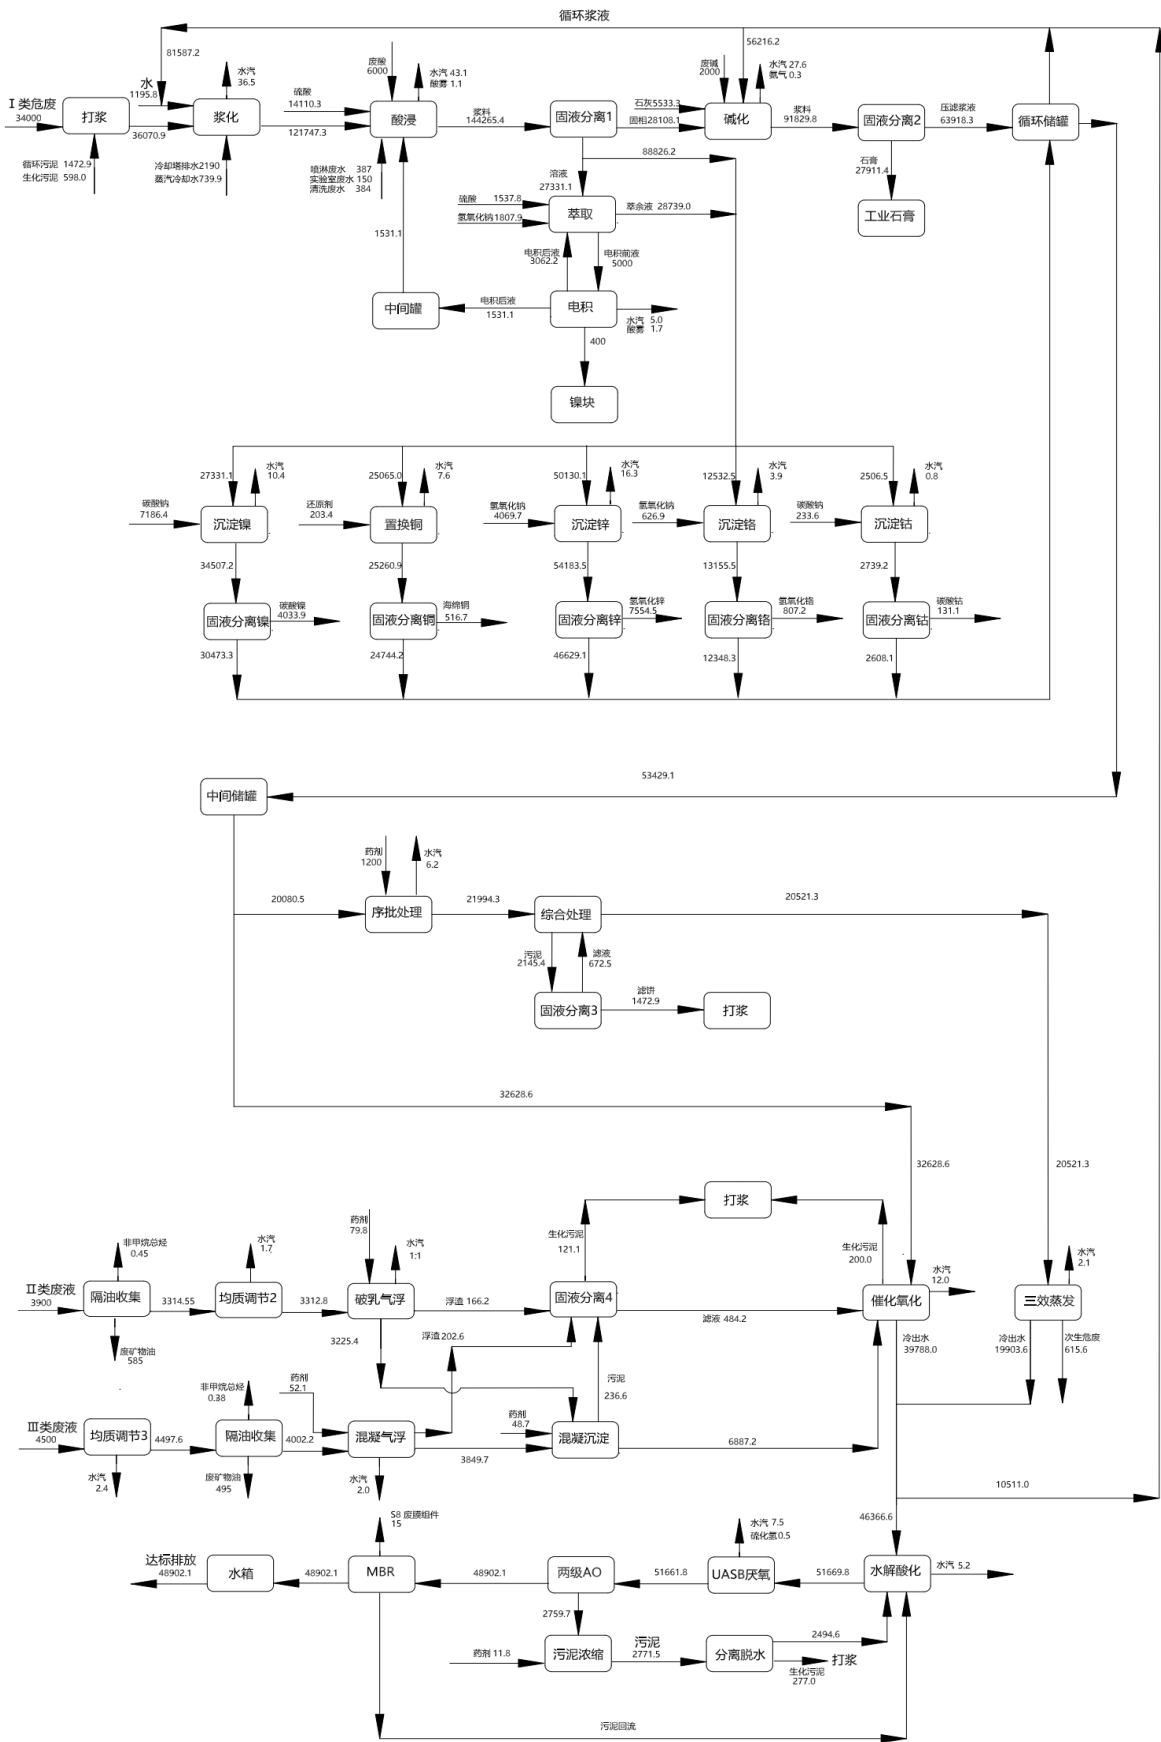 循环浆液
81587.2
56216.2
水汽
36.5
废酸
6000
水汽 43.1
酸雾 1.1
废碱
2000
水汽 27.6
氨气 0.3
I 类危废
34000
打浆
水
1195.8
36070.9
浆化
硫酸
14110.3
121747.3
酸浸
浆料
144265.4
固液分离1
石灰5533.3
固相28108.1
碱化
浆料
91829.8
固液分离2
压滤浆液
63918.3
循环储罐
循环污泥 1472.9
生化污泥 598.0
冷却塔排水2190
蒸汽冷却水739.9
喷淋废水 387
实验室废水 150
清洗废水 384
88826.2
溶液
27331.1
石膏
27911.4
工业石膏
硫酸 1537.8
氢氧化钠1807.9
萃取
萃余液 28739.0
1531.1
电积后液
3062.2
电积前液
5000
中间罐
电积后液
1531.1
电积
水汽 5.0
酸雾 1.7
400
镍块
27331.1
水汽
10.4
25065.0
水汽
7.6
50130.1
水汽
16.3
12532.5
水汽
3.9
2506.5
水汽
0.8
碳酸钠
7186.4
沉淀镍
还原剂
203.4
置换铜
氢氧化钠
4069.7
沉淀锌
氢氧化钠
626.9
沉淀铬
碳酸钠
233.6
沉淀钴
34507.2
25260.9
54183.5
13155.5
2739.2
固液分离镍
碳酸镍
4033.9
固液分离铜
海绵铜
516.7
固液分离锌
氢氧化锌
7554.5
固液分离铬
氢氧化铬
807.2
固液分离钴
碳酸钴
131.1
30473.3
24744.2
46629.1
12348.3
2608.1
53429.1
中间储罐
药剂
1200
水汽
6.2
20080.5
序批处理
21994.3
综合处理
20521.3
污泥
2145.4
滤液
672.5
固液分离3
滤饼
1472.9
打浆
32628.6
32628.6
20521.3
打浆
非甲烷总烃
0.45
水汽
1.7
药剂
79.8
水汽
1.1
生化污泥
121.1
生化污泥
200.0
水汽
12.0
水汽
2.1
II类废液
3900
隔油收集
3314.55
均质调节2
3312.8
破乳气浮
浮渣 166.2
固液分离4
滤液 484.2
催化氧化
三效蒸发
废矿物油
585
3225.4
浮渣 202.6
冷出水
39788.0
冷出水
19903.6
次生危废
615.6
非甲烷总烃
0.38
药剂
52.1
污泥
236.6
III类废液
4500
均质调节3
4497.6
隔油收集
4002.2
混凝气浮
3849.7
药剂
48.7
混凝沉淀
6887.2
水汽
2.4
废矿物油
495
水汽
2.0
10511.0
46366.6
S8 废膜组件
15
水汽 7.5
硫化氢0.5
达标排放
48902.1
水箱
48902.1
MBR
48902.1
两级AO
51661.8
UASB厌氧
51669.8
水解酸化
水汽 5.2
2759.7
药剂 11.8
污泥浓缩
污泥
2771.5
分离脱水
2494.6
生化污泥
277.0
打浆
污泥回流